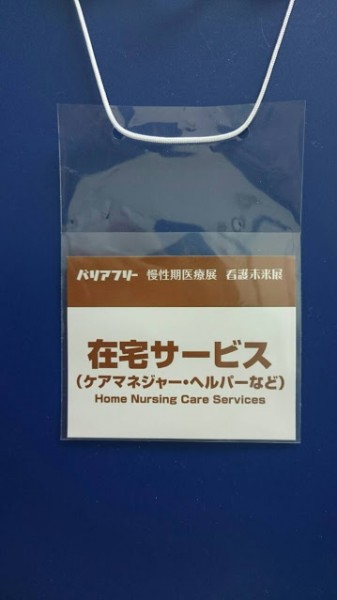 バリアフリー 慢性期医療展 看護未来展
在宅サービス
（ケアマネジャー・ヘルパーなど）
Home Nursing Care Services